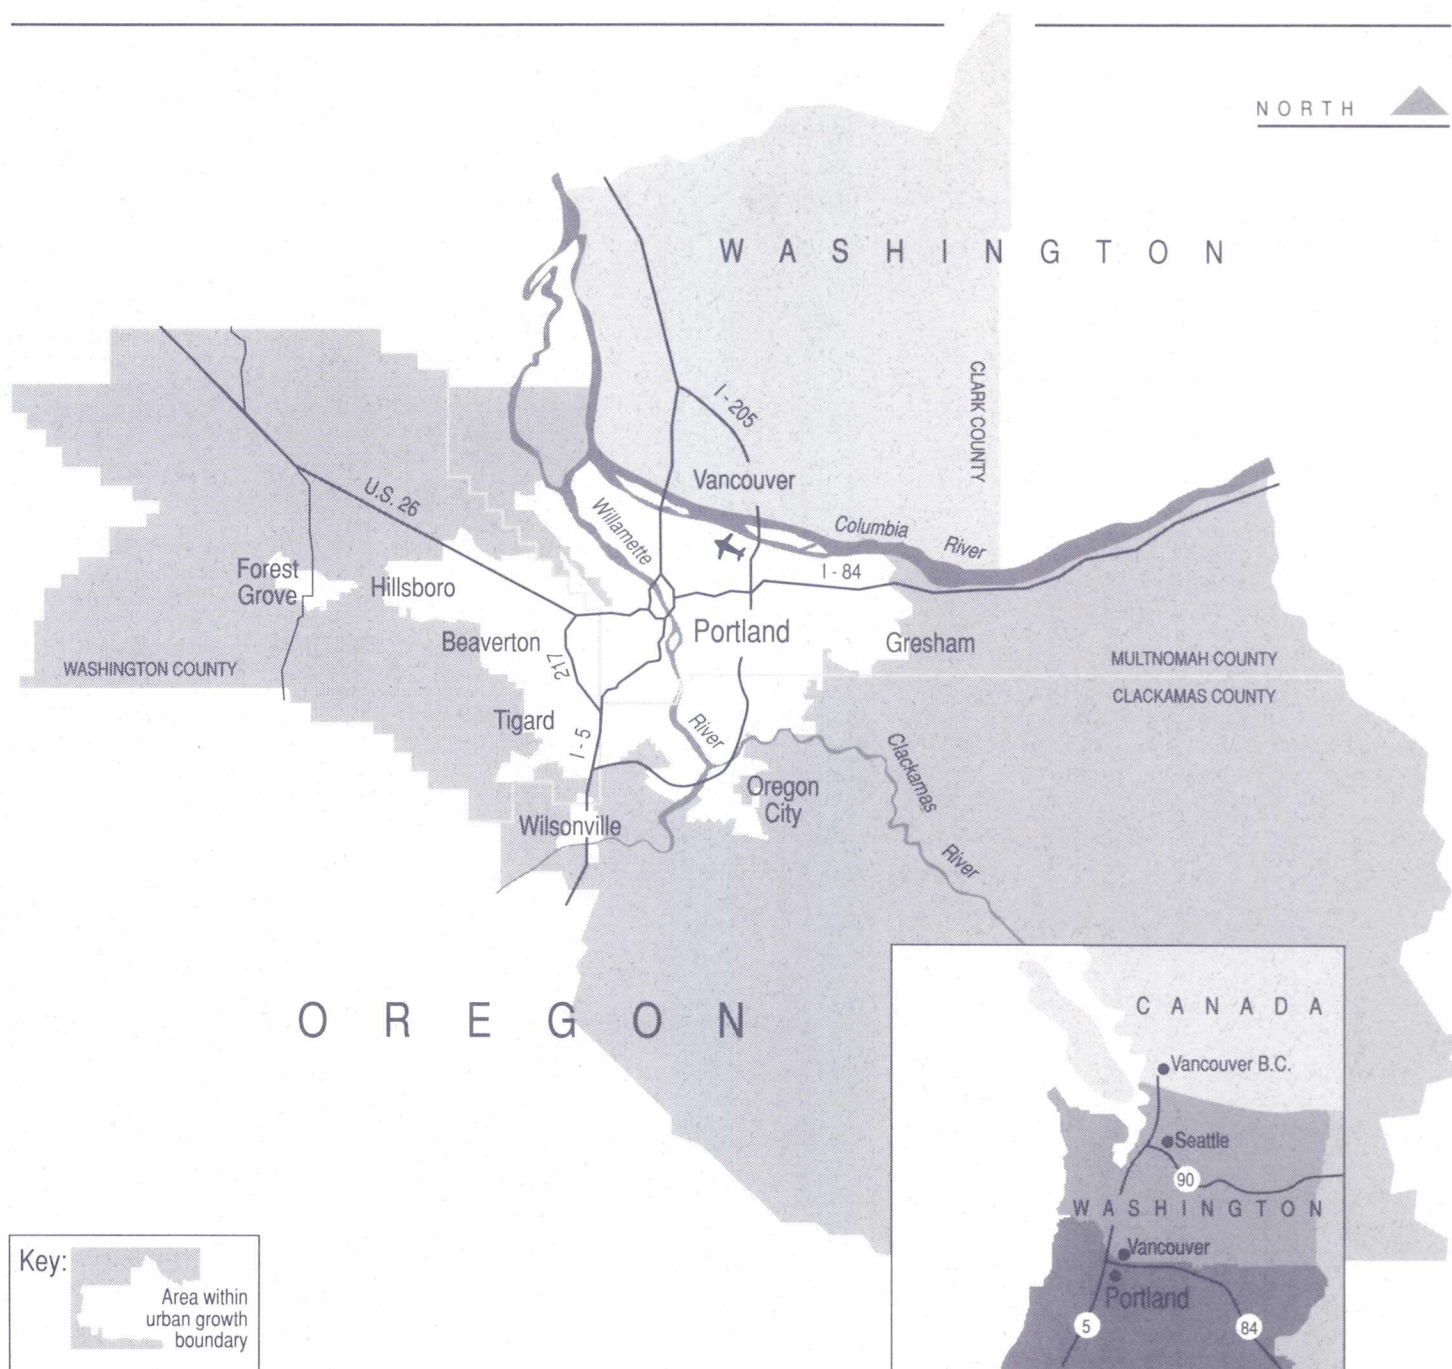 NORTH
WASHINGTON
CLARK COUNTY
I - 205
Vancouver
U.S. 26
Willamette
Columbia
River
I - 84
Forest
Grove
Hillsboro
Beaverton
217
Portland
Gresham
WASHINGTON COUNTY
MULTNOMAH COUNTY
CLACKAMAS COUNTY
Tigard
I - 5
River
Clackamas
River
Oregon
City
Wilsonville
OREGON
CANADA
Vancouver B.C.
Seattle
90
WASHINGTON
Vancouver
Portland
5
84
Key:
Area within
urban growth
boundary